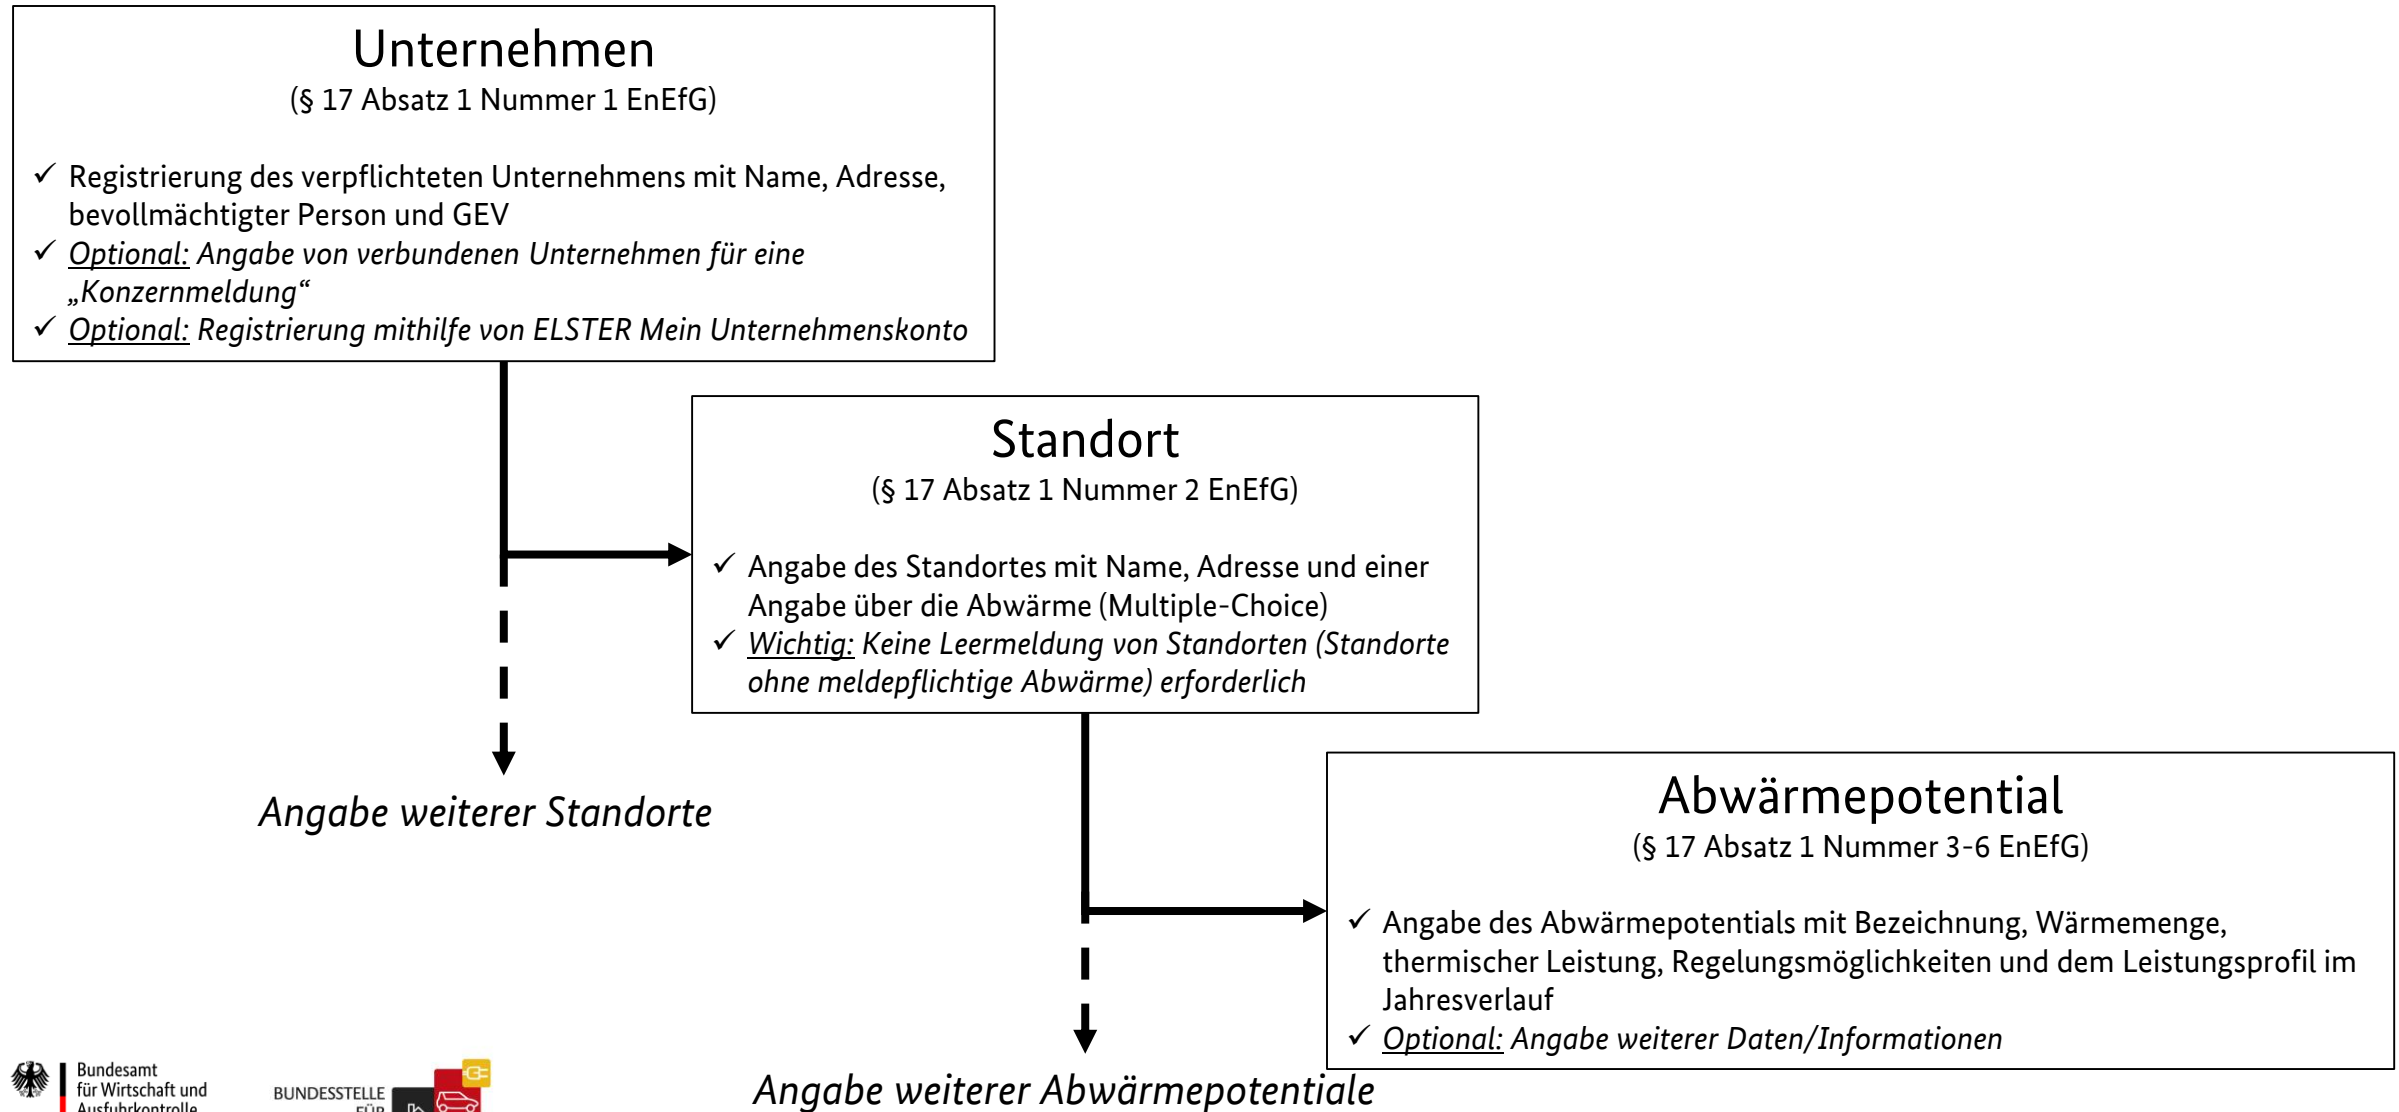 Unternehmen
(§ 17 Absatz 1 Nummer 1 EnEfG)
✓ Registrierung des verpflichteten Unternehmens mit Name, Adresse,
bevollmächtigter Person und GEV
✓ Optional: Angabe von verbundenen Unternehmen für eine
„Konzernmeldung“
✓ Optional: Registrierung mithilfe von ELSTER Mein Unternehmenskonto
Standort
(§ 17 Absatz 1 Nummer 2 EnEfG)
✓ Angabe des Standortes mit Name, Adresse und einer
Angabe über die Abwärme (Multiple-Choice)
✓ Wichtig: Keine Leermeldung von Standorten (Standorte
ohne meldepflichtige Abwärme) erforderlich
Angabe weiterer Standorte
Abwärmepotential
(§ 17 Absatz 1 Nummer 3-6 EnEfG)
✓ Angabe des Abwärmepotentials mit Bezeichnung, Wärmemenge,
thermischer Leistung, Regelungsmöglichkeiten und dem Leistungsprofil im
Jahresverlauf
✓ Optional: Angabe weiterer Daten/Informationen
Angabe weiterer Abwärmepotentiale
Bundesamt
für Wirtschaft und
Ausfuhrkontrolle
BUNDESSTELLE
FÜR